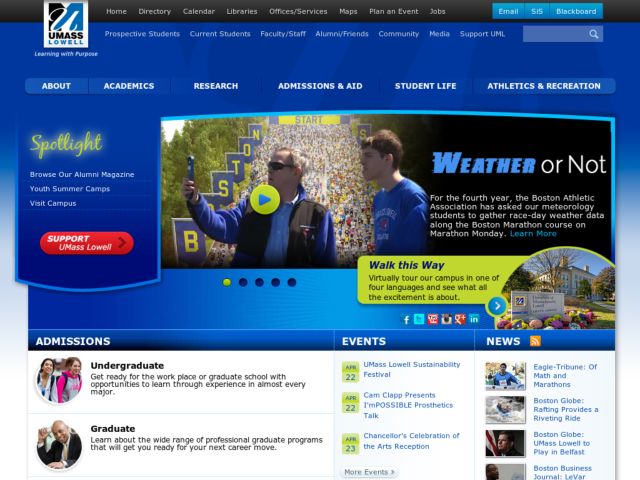 Home Directory Calendar Libraries Offices/Services Maps Plan an Event Jobs Email SiS Blackboard
UMASS
LOWELL
Learning with Purpose
Prospective Students Current Students Faculty/Staff Alumni/Friends Community Media Support UML
ABOUT ACADEMICS RESEARCH ADMISSIONS & AID STUDENT LIFE ATHLETICS & RECREATION
Spotlight
Browse Our Alumni Magazine
Youth Summer Camps
Visit Campus
SUPPORT
UMass Lowell
START
WEATHER or Not
For the fourth year, the Boston Athletic
Association has asked our meteorology
students to gather race-day weather data
along the Boston Marathon course on
Marathon Monday. Learn More
Walk this Way
Virtually tour our campus in one of
four languages and see what all
the excitement is about.
ADMISSIONS
Undergraduate
Get ready for the work place or graduate school with
opportunities to learn through experience in almost every
major.
Graduate
Learn about the wide range of professional graduate programs
that will get you ready for your next career move.
EVENTS
APR
22
UMass Lowell Sustainability
Festival
APR
22
Cam Clapp Presents
I'mPOSSIBLE Prosthetics
Talk
APR
23
Chancellor's Celebration of
the Arts Reception
More Events
NEWS
Eagle-Tribune: Of
Math and
Marathons
Boston Globe:
Rafting Provides a
Riveting Ride
Boston Globe:
UMass Lowell to
Play in Belfast
Boston Business
Journal: LeVar